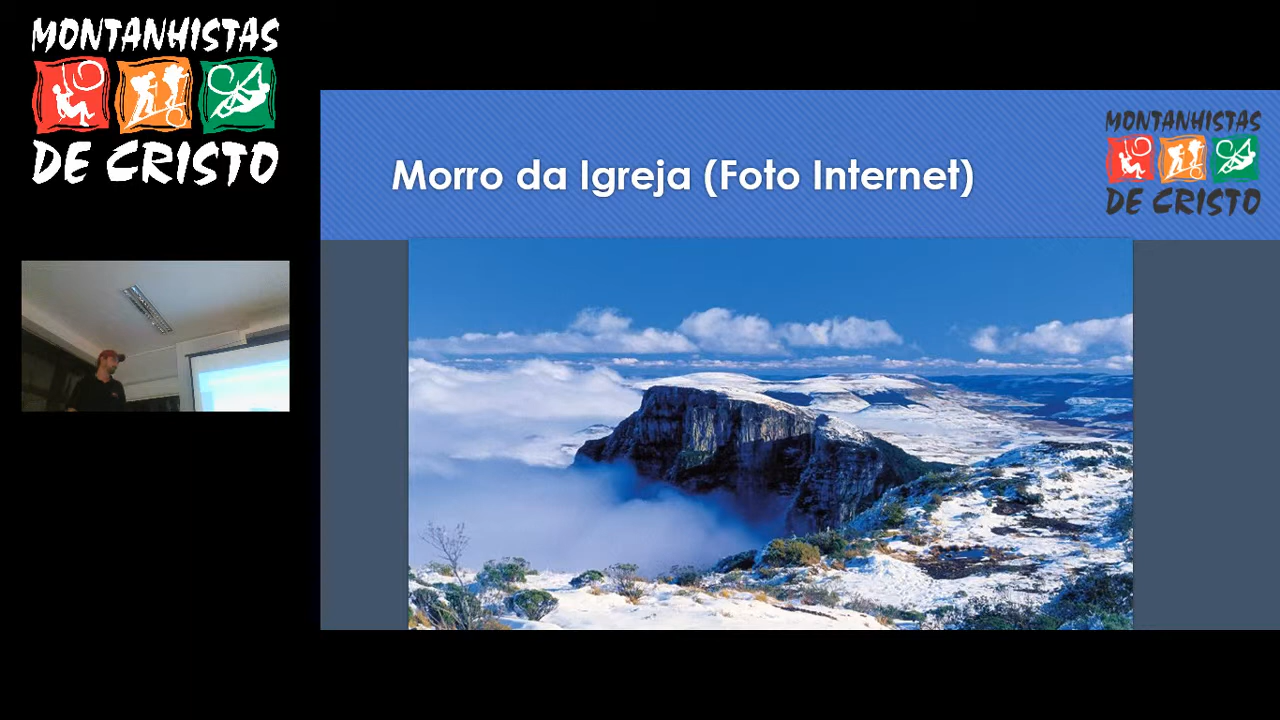 MONTANHISTAS
DE CRISTO
Morro da Igreja (Foto Internet)
MONTANHISTAS
DE CRISTO